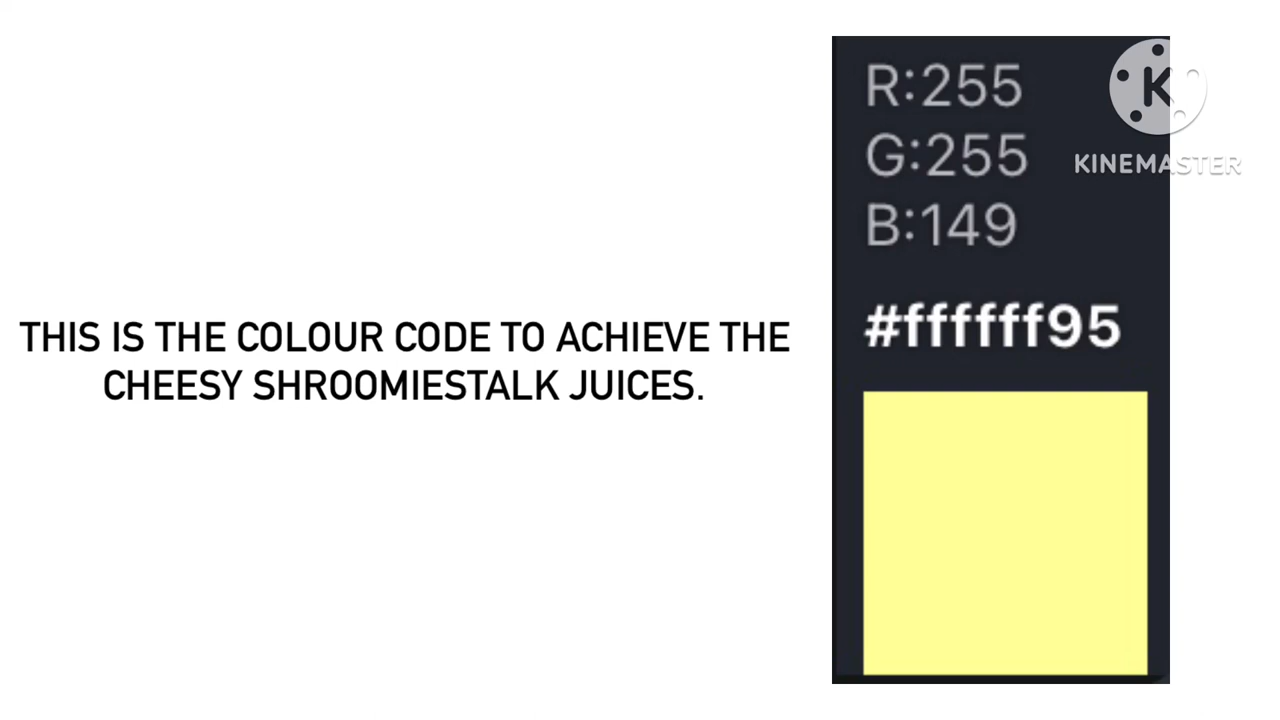 THIS IS THE COLOUR CODE TO ACHIEVE THE
CHEESY SHROOMIESTALK JUICES.
R:255
G:255
B:149
#ffffff95
K
KINEMASTER